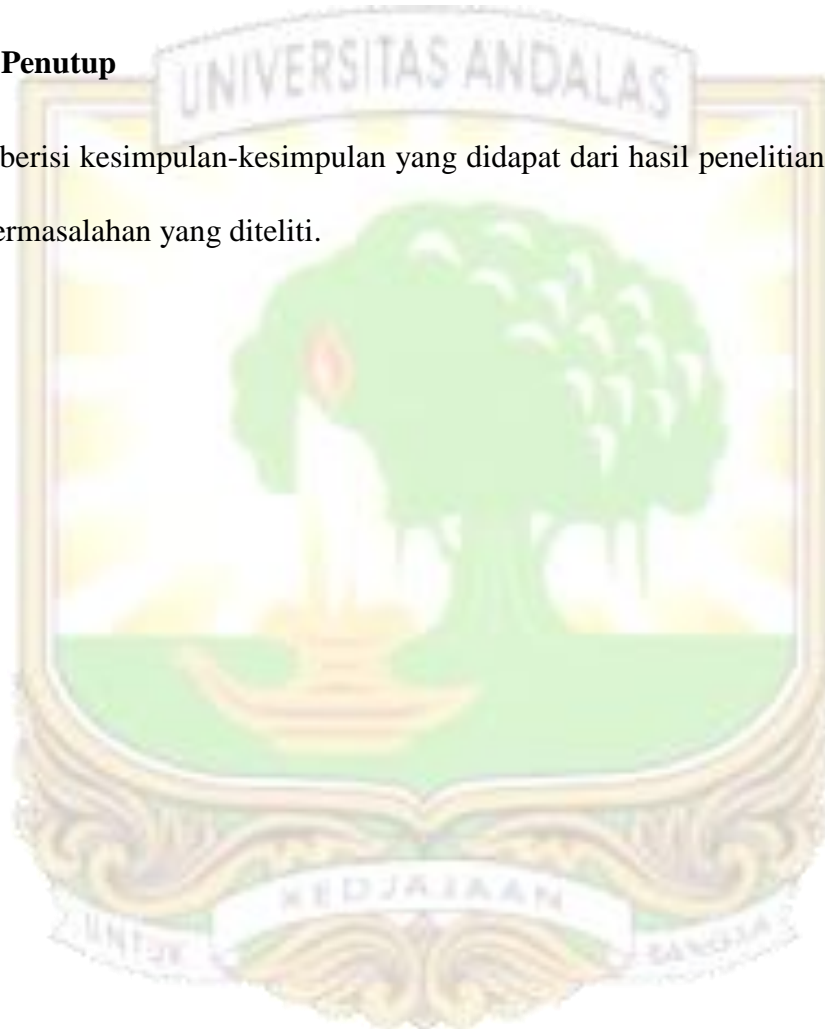 UNIVERSITAS ANDALAS
Penutup
berisi kesimpulan-kesimpulan yang didapat dari hasil penelitian
ermasalahan yang diteliti.
KEDJAJAAN
UNTUK BANGSA